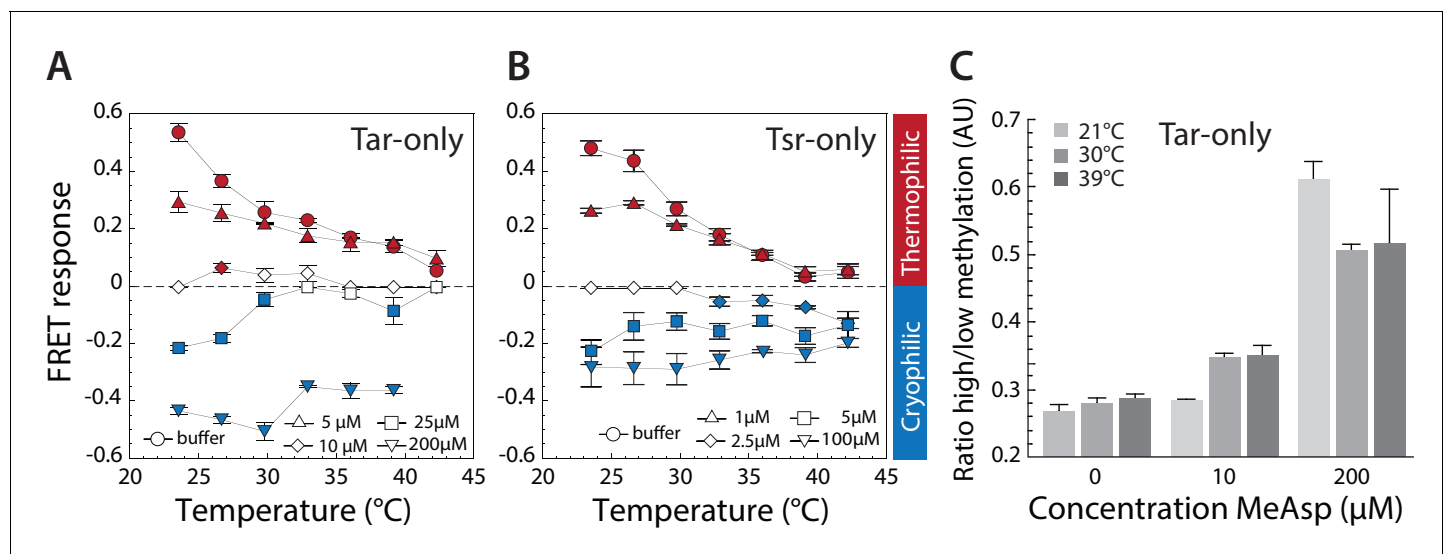 A
B
C
Tar-only
Tsr-only
Tar-only
0.6
0.4
0.2
0
-0.2
-0.4
-0.6
FRET response
20 25 30 35 40 45
Temperature (°C)
buffer
5 µM
25µM
10 µM
200µM
0.6
0.4
0.2
0
-0.2
-0.4
-0.6
20 25 30 35 40 45
Temperature (°C)
buffer
1µM
5µM
2.5µM
100µM
Thermophilic
Cryophilic
Ratio high/low methylation (AU)
0.7
0.6
0.5
0.4
0.3
0.2
21°C
30°C
39°C
0 10 200
Concentration MeAsp (µM)